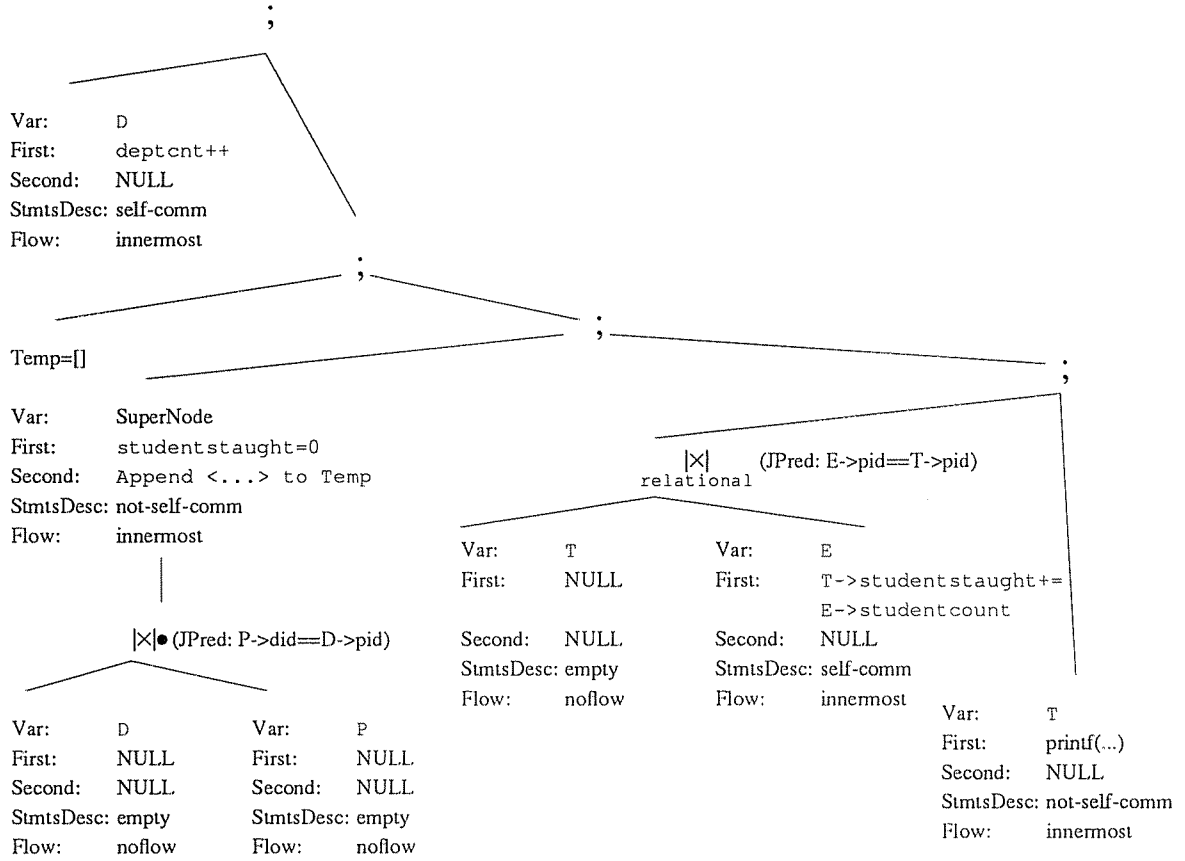 ;
Var: D
First: deptcnt++
Second: NULL
StmtsDesc: self-comm
Flow: innermost
;
;
Temp=[]
;
Var: SuperNode
First: studentstaught=0
Second: Append <...> to Temp
StmtsDesc: not-self-comm
Flow: innermost
|×| (JPred: E->pid==T->pid)
relational
Var: T
First: NULL
Second: NULL
StmtsDesc: empty
Flow: noflow
Var: E
First: T->studentstaught+=
E->studentcount
Second: NULL
StmtsDesc: self-comm
Flow: innermost
|×|● (JPred: P->did==D->pid)
Var: D
First: NULL
Second: NULL
StmtsDesc: empty
Flow: noflow
Var: P
First: NULL
Second: NULL
StmtsDesc: empty
Flow: noflow
Var: T
First: printf(...)
Second: NULL
StmtsDesc: not-self-comm
Flow: innermost